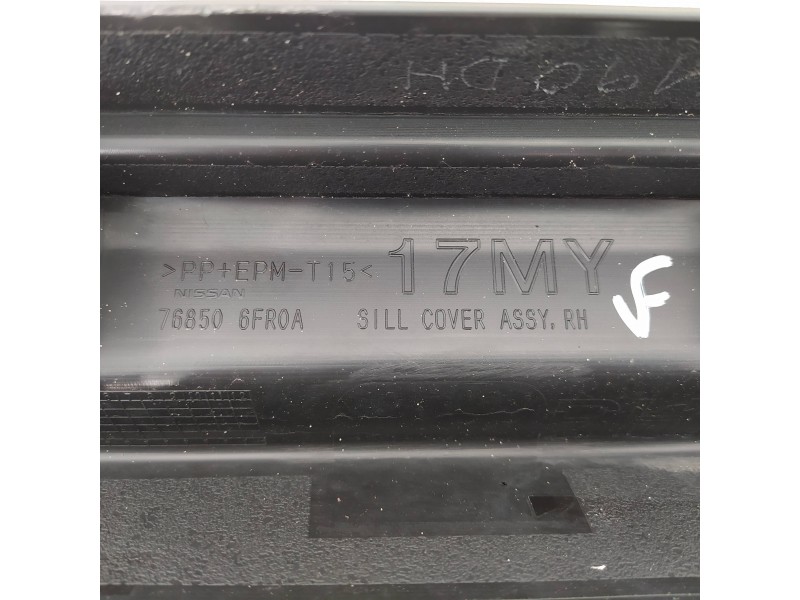 >PP+EPM-T15< 17MY
NISSAN
76850 6FR0A SILL COVER ASSY, RH